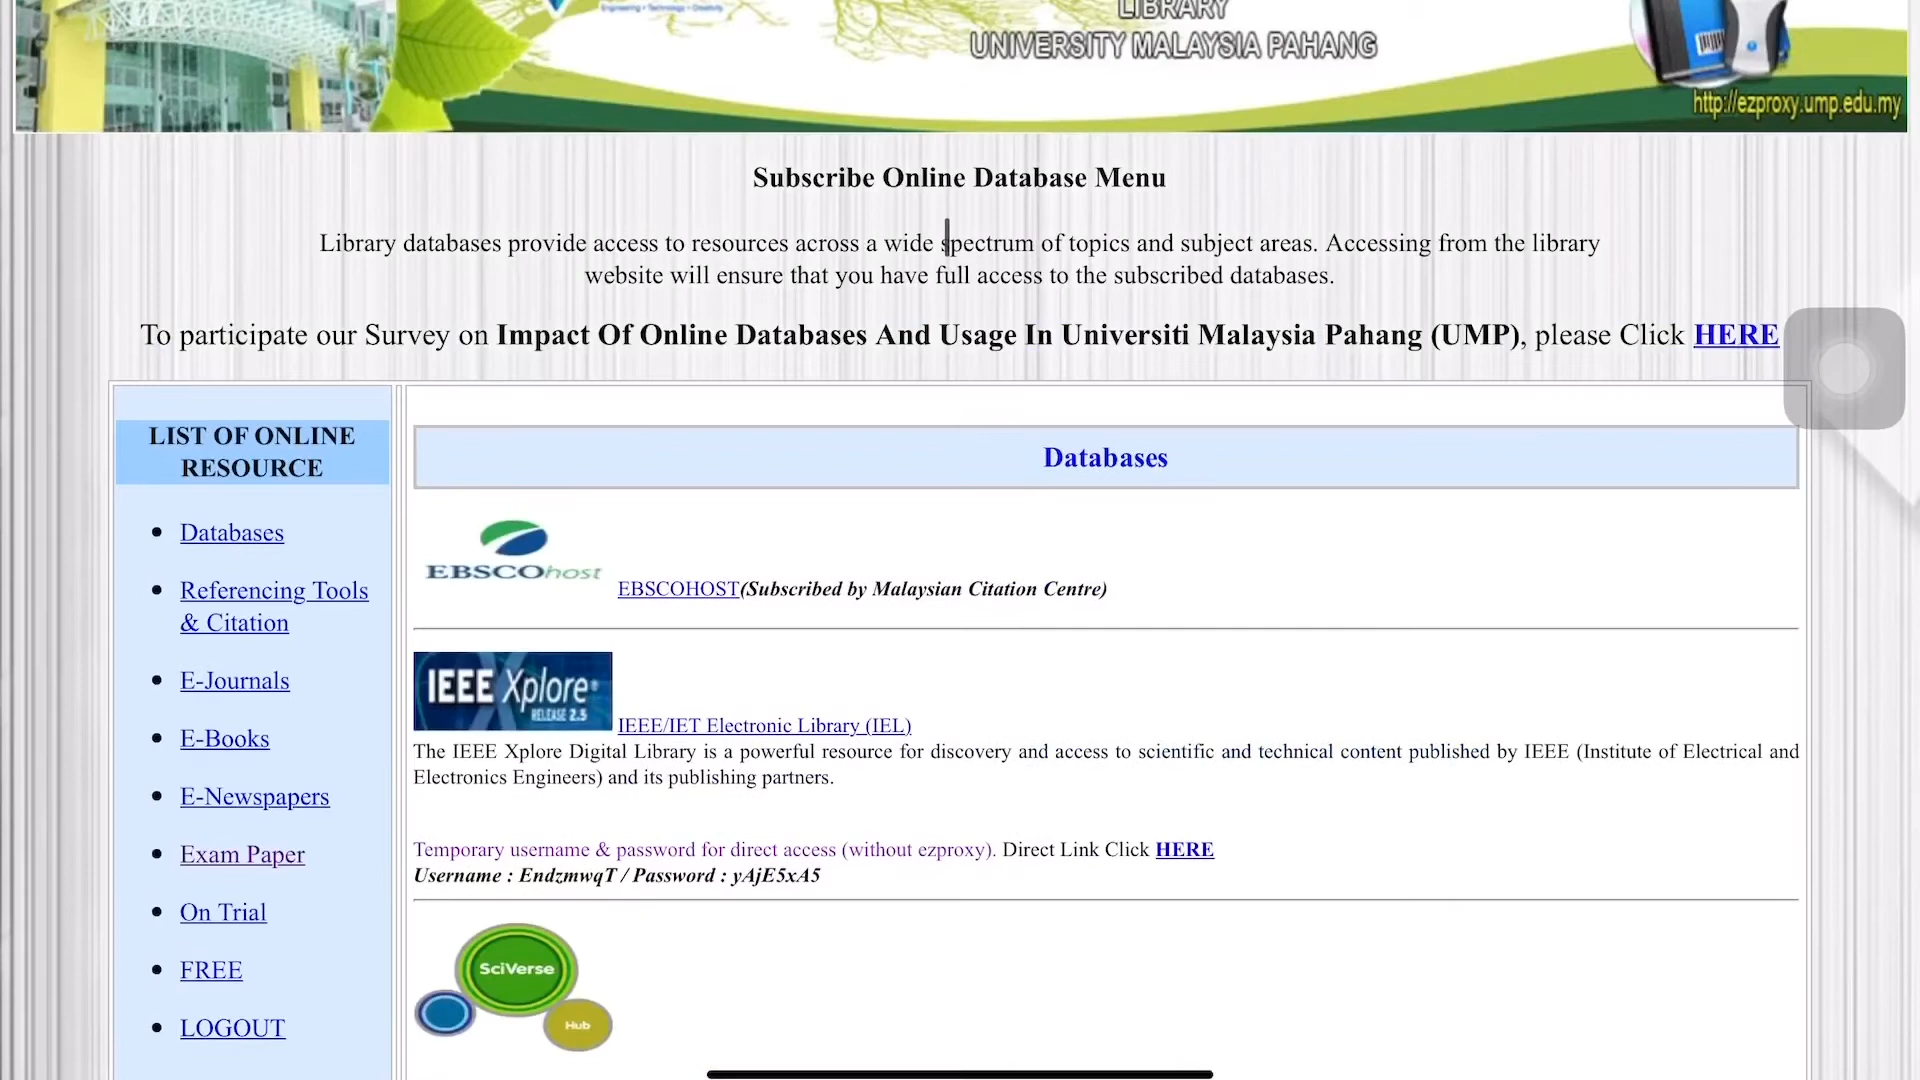 Engineering • Technology • Creativity
LIBRARY
UNIVERSITY MALAYSIA PAHANG
http://ezproxy.ump.edu.my
Subscribe Online Database Menu
Library databases provide access to resources across a wide spectrum of topics and subject areas. Accessing from the library
website will ensure that you have full access to the subscribed databases.
To participate our Survey on Impact Of Online Databases And Usage In Universiti Malaysia Pahang (UMP), please Click HERE
LIST OF ONLINE
RESOURCE
Databases
Referencing Tools
& Citation
E-Journals
E-Books
E-Newspapers
Exam Paper
On Trial
FREE
LOGOUT
Databases
EBSCOhost
EBSCOHOST(Subscribed by Malaysian Citation Centre)
IEEE Xplore®
RELEASE 2.5
IEEE/IET Electronic Library (IEL)
The IEEE Xplore Digital Library is a powerful resource for discovery and access to scientific and technical content published by IEEE (Institute of Electrical and
Electronics Engineers) and its publishing partners.
Temporary username & password for direct access (without ezproxy). Direct Link Click HERE
Username : EndzmwqT / Password : yAjE5xA5
SciVerse
Hub